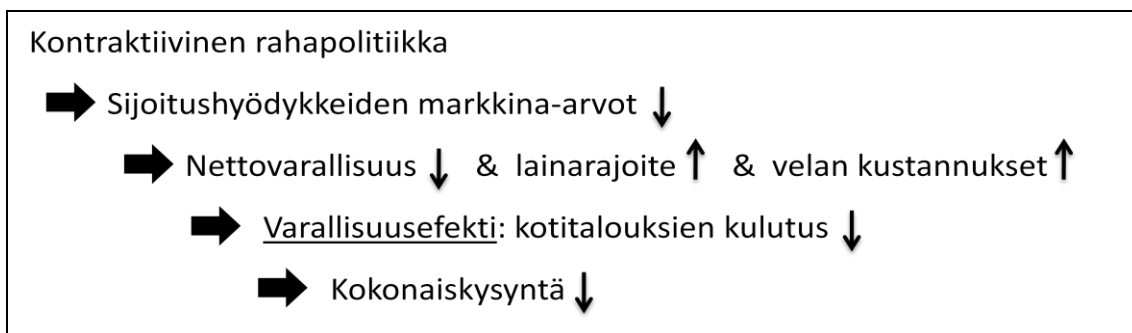 Kontraktiivinen rahapolitiikka
➡ Sijoitushyödykkeiden markkina-arvot ↓
➡ Nettovarallisuus ↓ & lainarajoite ↑ & velan kustannukset ↑
➡ Varallisuusefekti: kotitalouksien kulutus ↓
➡ Kokonaiskysyntä ↓